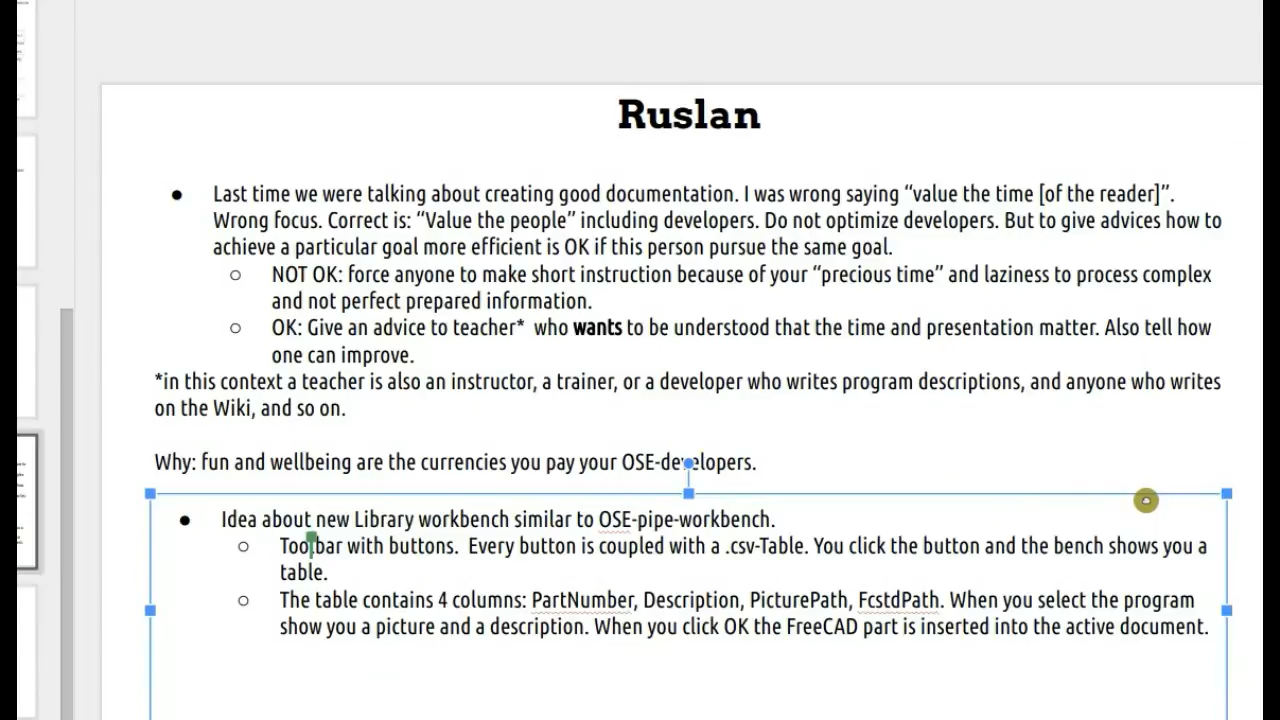 Ruslan
● Last time we were talking about creating good documentation. I was wrong saying “value the time [of the reader]”.
Wrong focus. Correct is: “Value the people” including developers. Do not optimize developers. But to give advices how to
achieve a particular goal more efficient is OK if this person pursue the same goal.
○ NOT OK: force anyone to make short instruction because of your “precious time” and laziness to process complex
and not perfect prepared information.
○ OK: Give an advice to teacher* who wants to be understood that the time and presentation matter. Also tell how
one can improve.
*in this context a teacher is also an instructor, a trainer, or a developer who writes program descriptions, and anyone who writes
on the Wiki, and so on.
Why: fun and wellbeing are the currencies you pay your OSE-developers.
● Idea about new Library workbench similar to OSE-pipe-workbench.
○ Toolbar with buttons. Every button is coupled with a .csv-Table. You click the button and the bench shows you a
table.
○ The table contains 4 columns: PartNumber, Description, PicturePath, FcstdPath. When you select the program
show you a picture and a description. When you click OK the FreeCAD part is inserted into the active document.